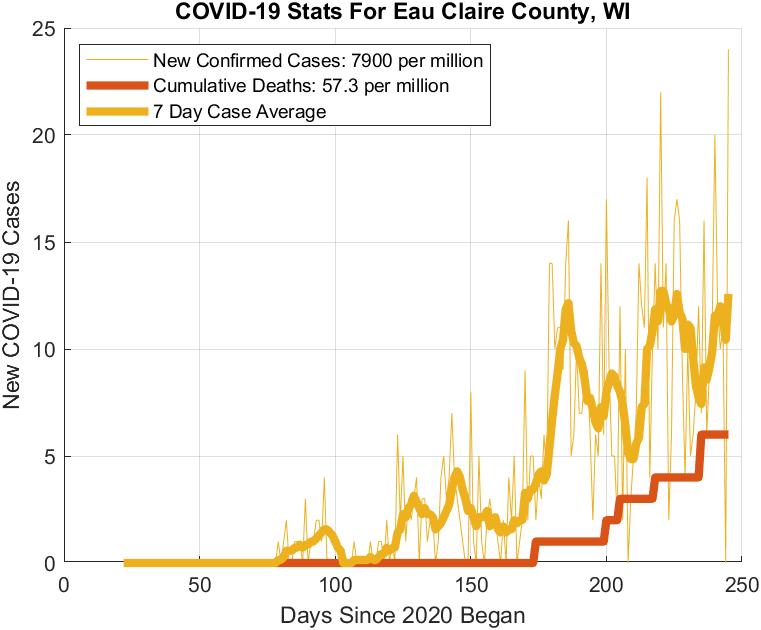 COVID-19 Stats For Eau Claire County, WI
New Confirmed Cases: 7900 per million
Cumulative Deaths: 57.3 per million
7 Day Case Average
New COVID-19 Cases
25
20
15
10
5
0
0 50 100 150 200 250
Days Since 2020 Began